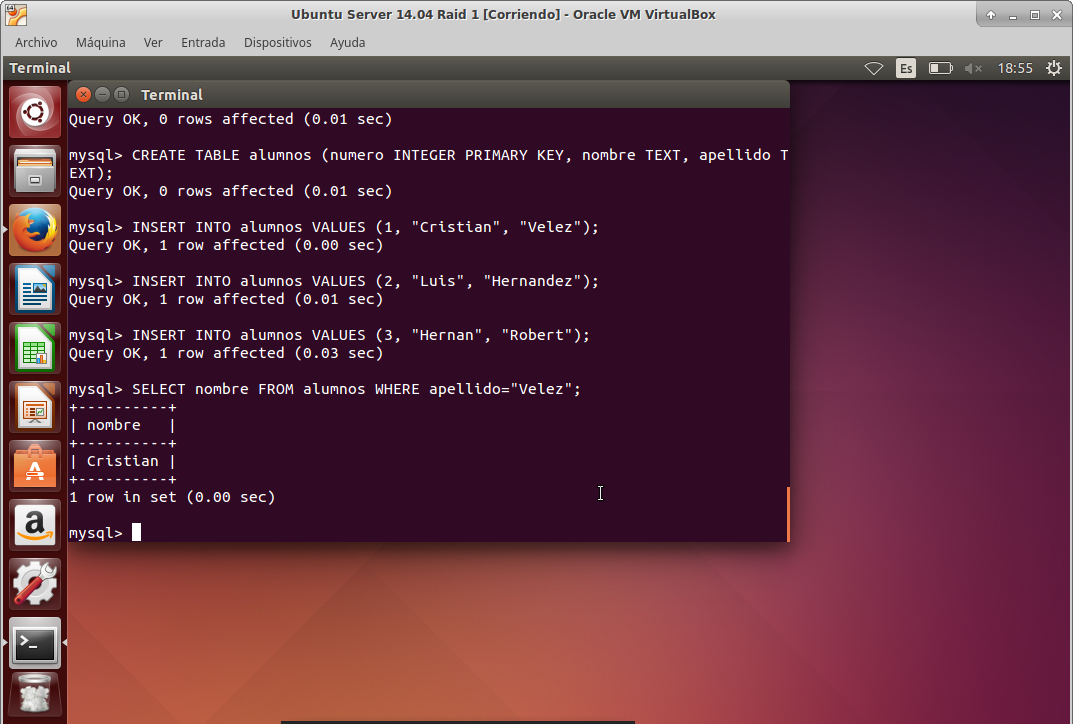 Ubuntu Server 14.04 Raid 1 [Corriendo] - Oracle VM VirtualBox
Archivo Máquina Ver Entrada Dispositivos Ayuda
Terminal Es 18:55
Terminal
Query OK, 0 rows affected (0.01 sec)
mysql> CREATE TABLE alumnos (numero INTEGER PRIMARY KEY, nombre TEXT, apellido T
EXT);
Query OK, 0 rows affected (0.01 sec)
mysql> INSERT INTO alumnos VALUES (1, "Cristian", "Velez");
Query OK, 1 row affected (0.00 sec)
mysql> INSERT INTO alumnos VALUES (2, "Luis", "Hernandez");
Query OK, 1 row affected (0.01 sec)
mysql> INSERT INTO alumnos VALUES (3, "Hernan", "Robert");
Query OK, 1 row affected (0.03 sec)
mysql> SELECT nombre FROM alumnos WHERE apellido="Velez";
+----------+
| nombre   |
+----------+
| Cristian |
+----------+
1 row in set (0.00 sec)
mysql>